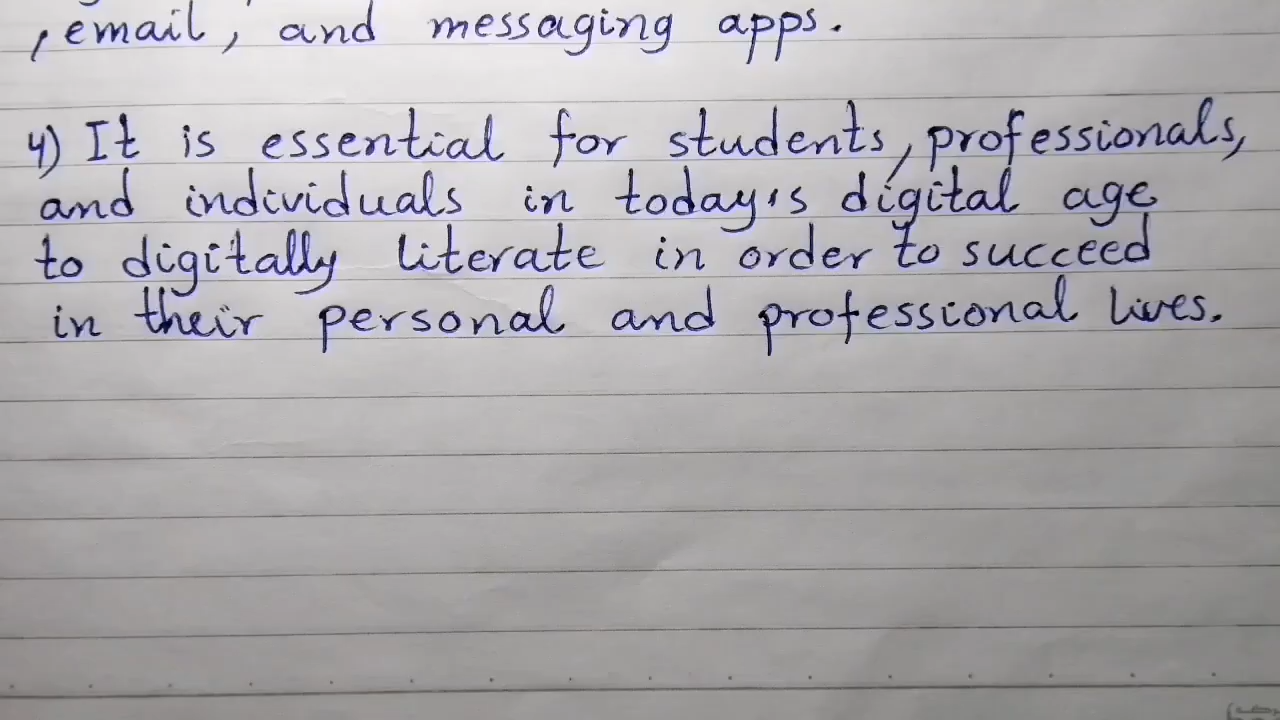 , email, and messaging apps.
4) It is essential for students, professionals,
and individuals in today's digital age
to digitally literate in order to succeed
in their personal and professional lives.